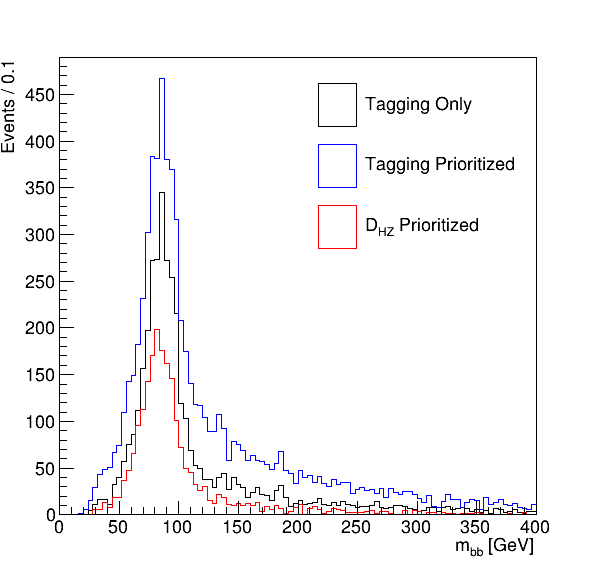 Events / 0.1
450
400
350
300
250
200
150
100
50
0
Tagging Only
Tagging Prioritized
D_HZ Prioritized
0 50 100 150 200 250 300 350 400
m_bb [GeV]